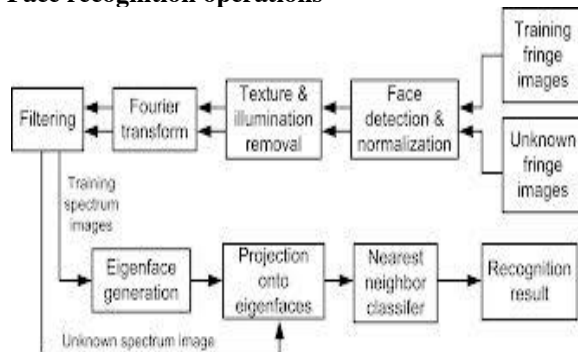 Face recognition operations
Training
fringe
images
Unknown
fringe
images
Face
detection &
normalization
Texture &
illumination
removal
Fourier
transform
Filtering
Training
spectrum
images
Eigenface
generation
Projection
onto
eigenfaces
Nearest
neighbor
classifer
Recognition
result
Unknown spectrum image